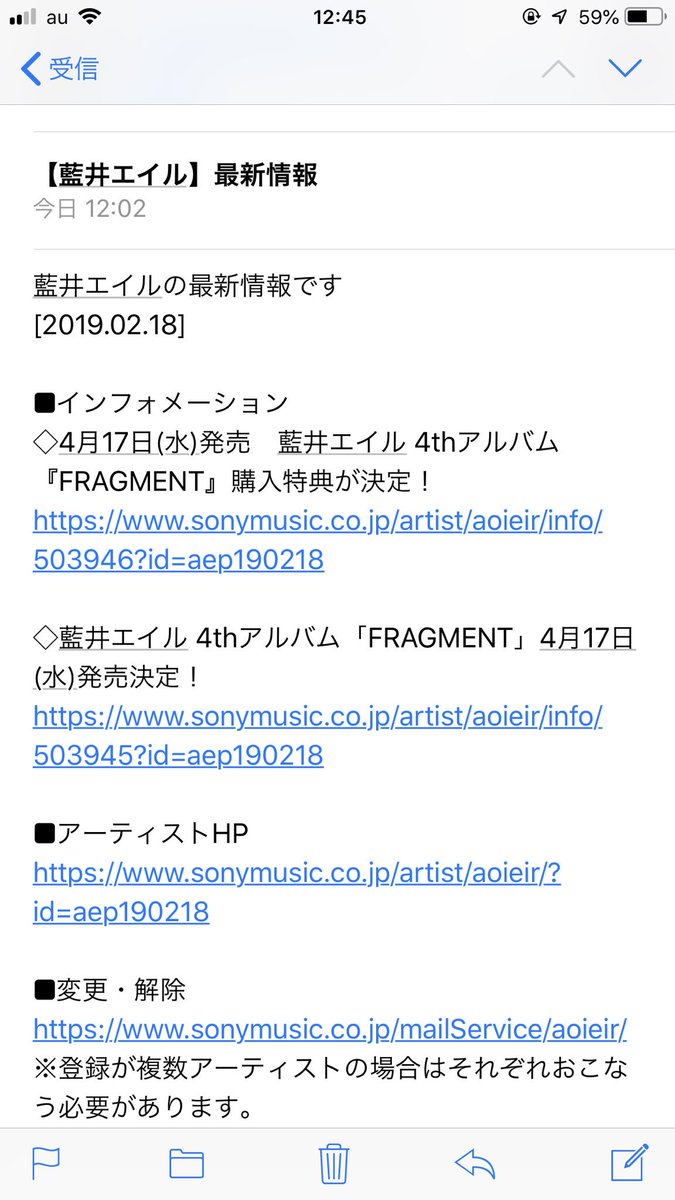 au 12:45 59%
受信
【藍井エイル】最新情報
今日 12:02
藍井エイルの最新情報です
[2019.02.18]
■インフォメーション
◇4月17日(水)発売　藍井エイル 4thアルバム
『FRAGMENT』購入特典が決定！
https://www.sonymusic.co.jp/artist/aoieir/info/
503946?id=aep190218
◇藍井エイル 4thアルバム「FRAGMENT」4月17日
(水)発売決定！
https://www.sonymusic.co.jp/artist/aoieir/info/
503945?id=aep190218
■アーティストHP
https://www.sonymusic.co.jp/artist/aoieir/?
id=aep190218
■変更・解除
https://www.sonymusic.co.jp/mailService/aoieir/
※登録が複数アーティストの場合はそれぞれおこな
う必要があります。